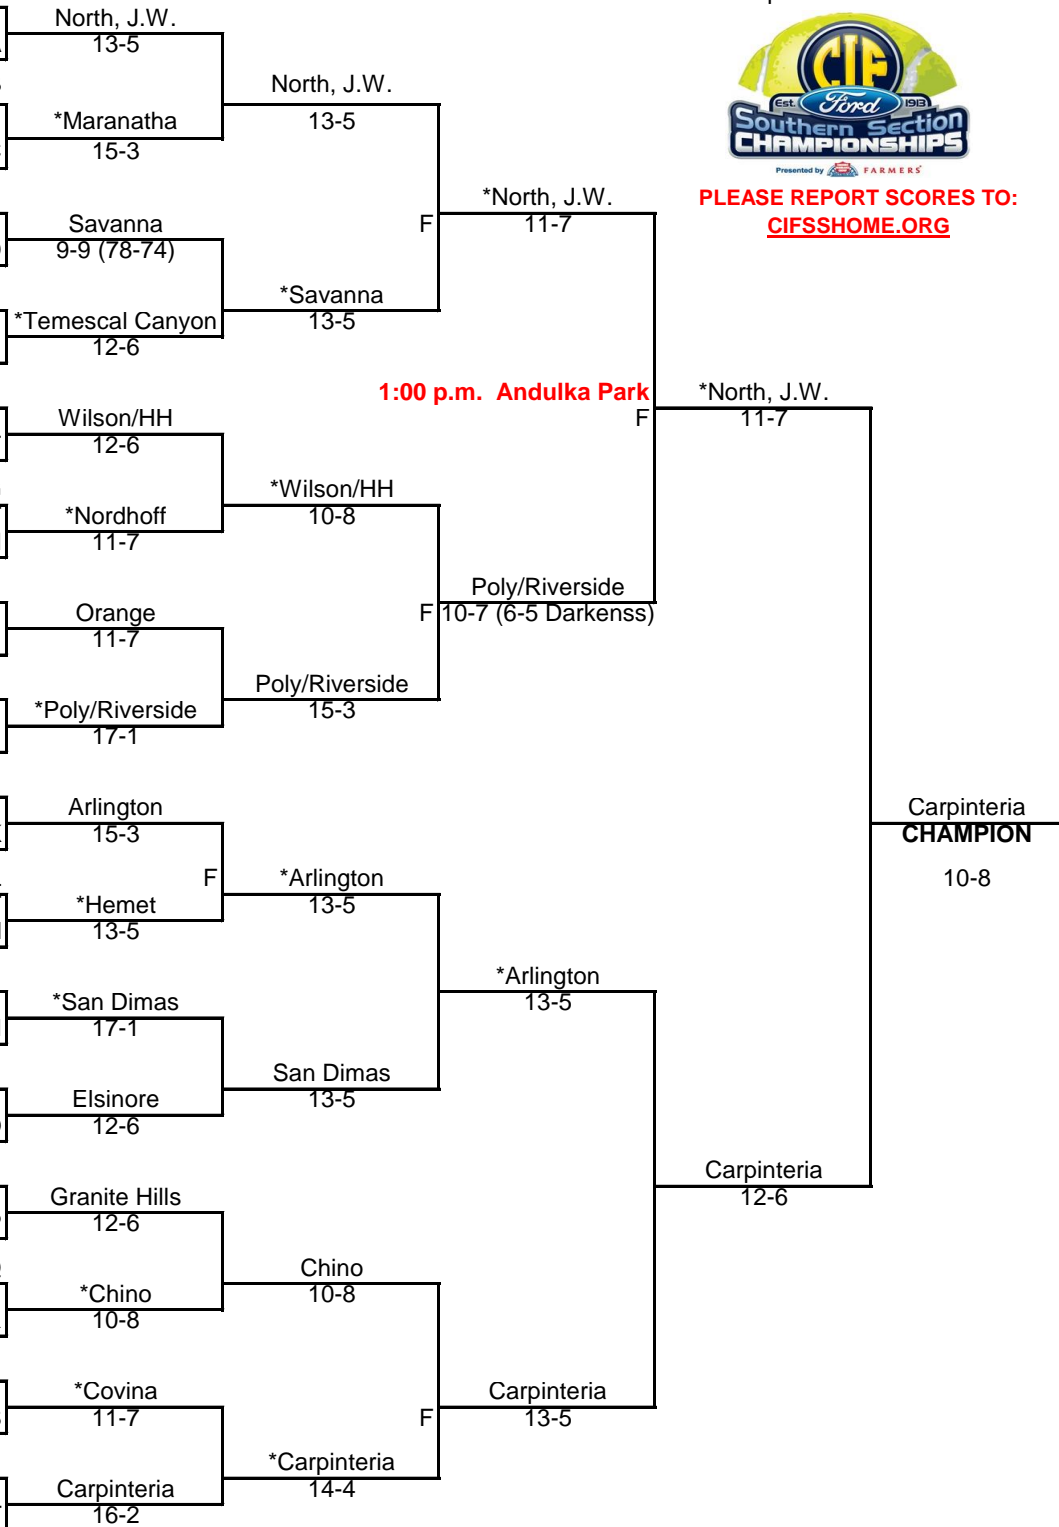 North, J.W.
13-5
*Maranatha
15-3
Savanna
9-9 (78-74)
*Temescal Canyon
12-6
Wilson/HH
12-6
*Nordhoff
11-7
Orange
11-7
*Poly/Riverside
17-1
Arlington
15-3
F
*Hemet
13-5
*San Dimas
17-1
Elsinore
12-6
Granite Hills
12-6
*Chino
10-8
*Covina
11-7
Carpinteria
16-2
North, J.W.
13-5
F
*Savanna
13-5
*Wilson/HH
10-8
F
Poly/Riverside
15-3
*Arlington
13-5
San Dimas
13-5
Chino
10-8
F
*Carpinteria
14-4
*North, J.W.
11-7
1:00 p.m. Andulka Park
F
Poly/Riverside
10-7 (6-5 Darkenss)
*Arlington
13-5
Carpinteria
13-5
CIF
Est. Ford 1913
Southern Section
CHAMPIONSHIPS
Presented by FARMERS
PLEASE REPORT SCORES TO:
CIFSSHOME.ORG
*North, J.W.
11-7
Carpinteria
12-6
Carpinteria
CHAMPION
10-8